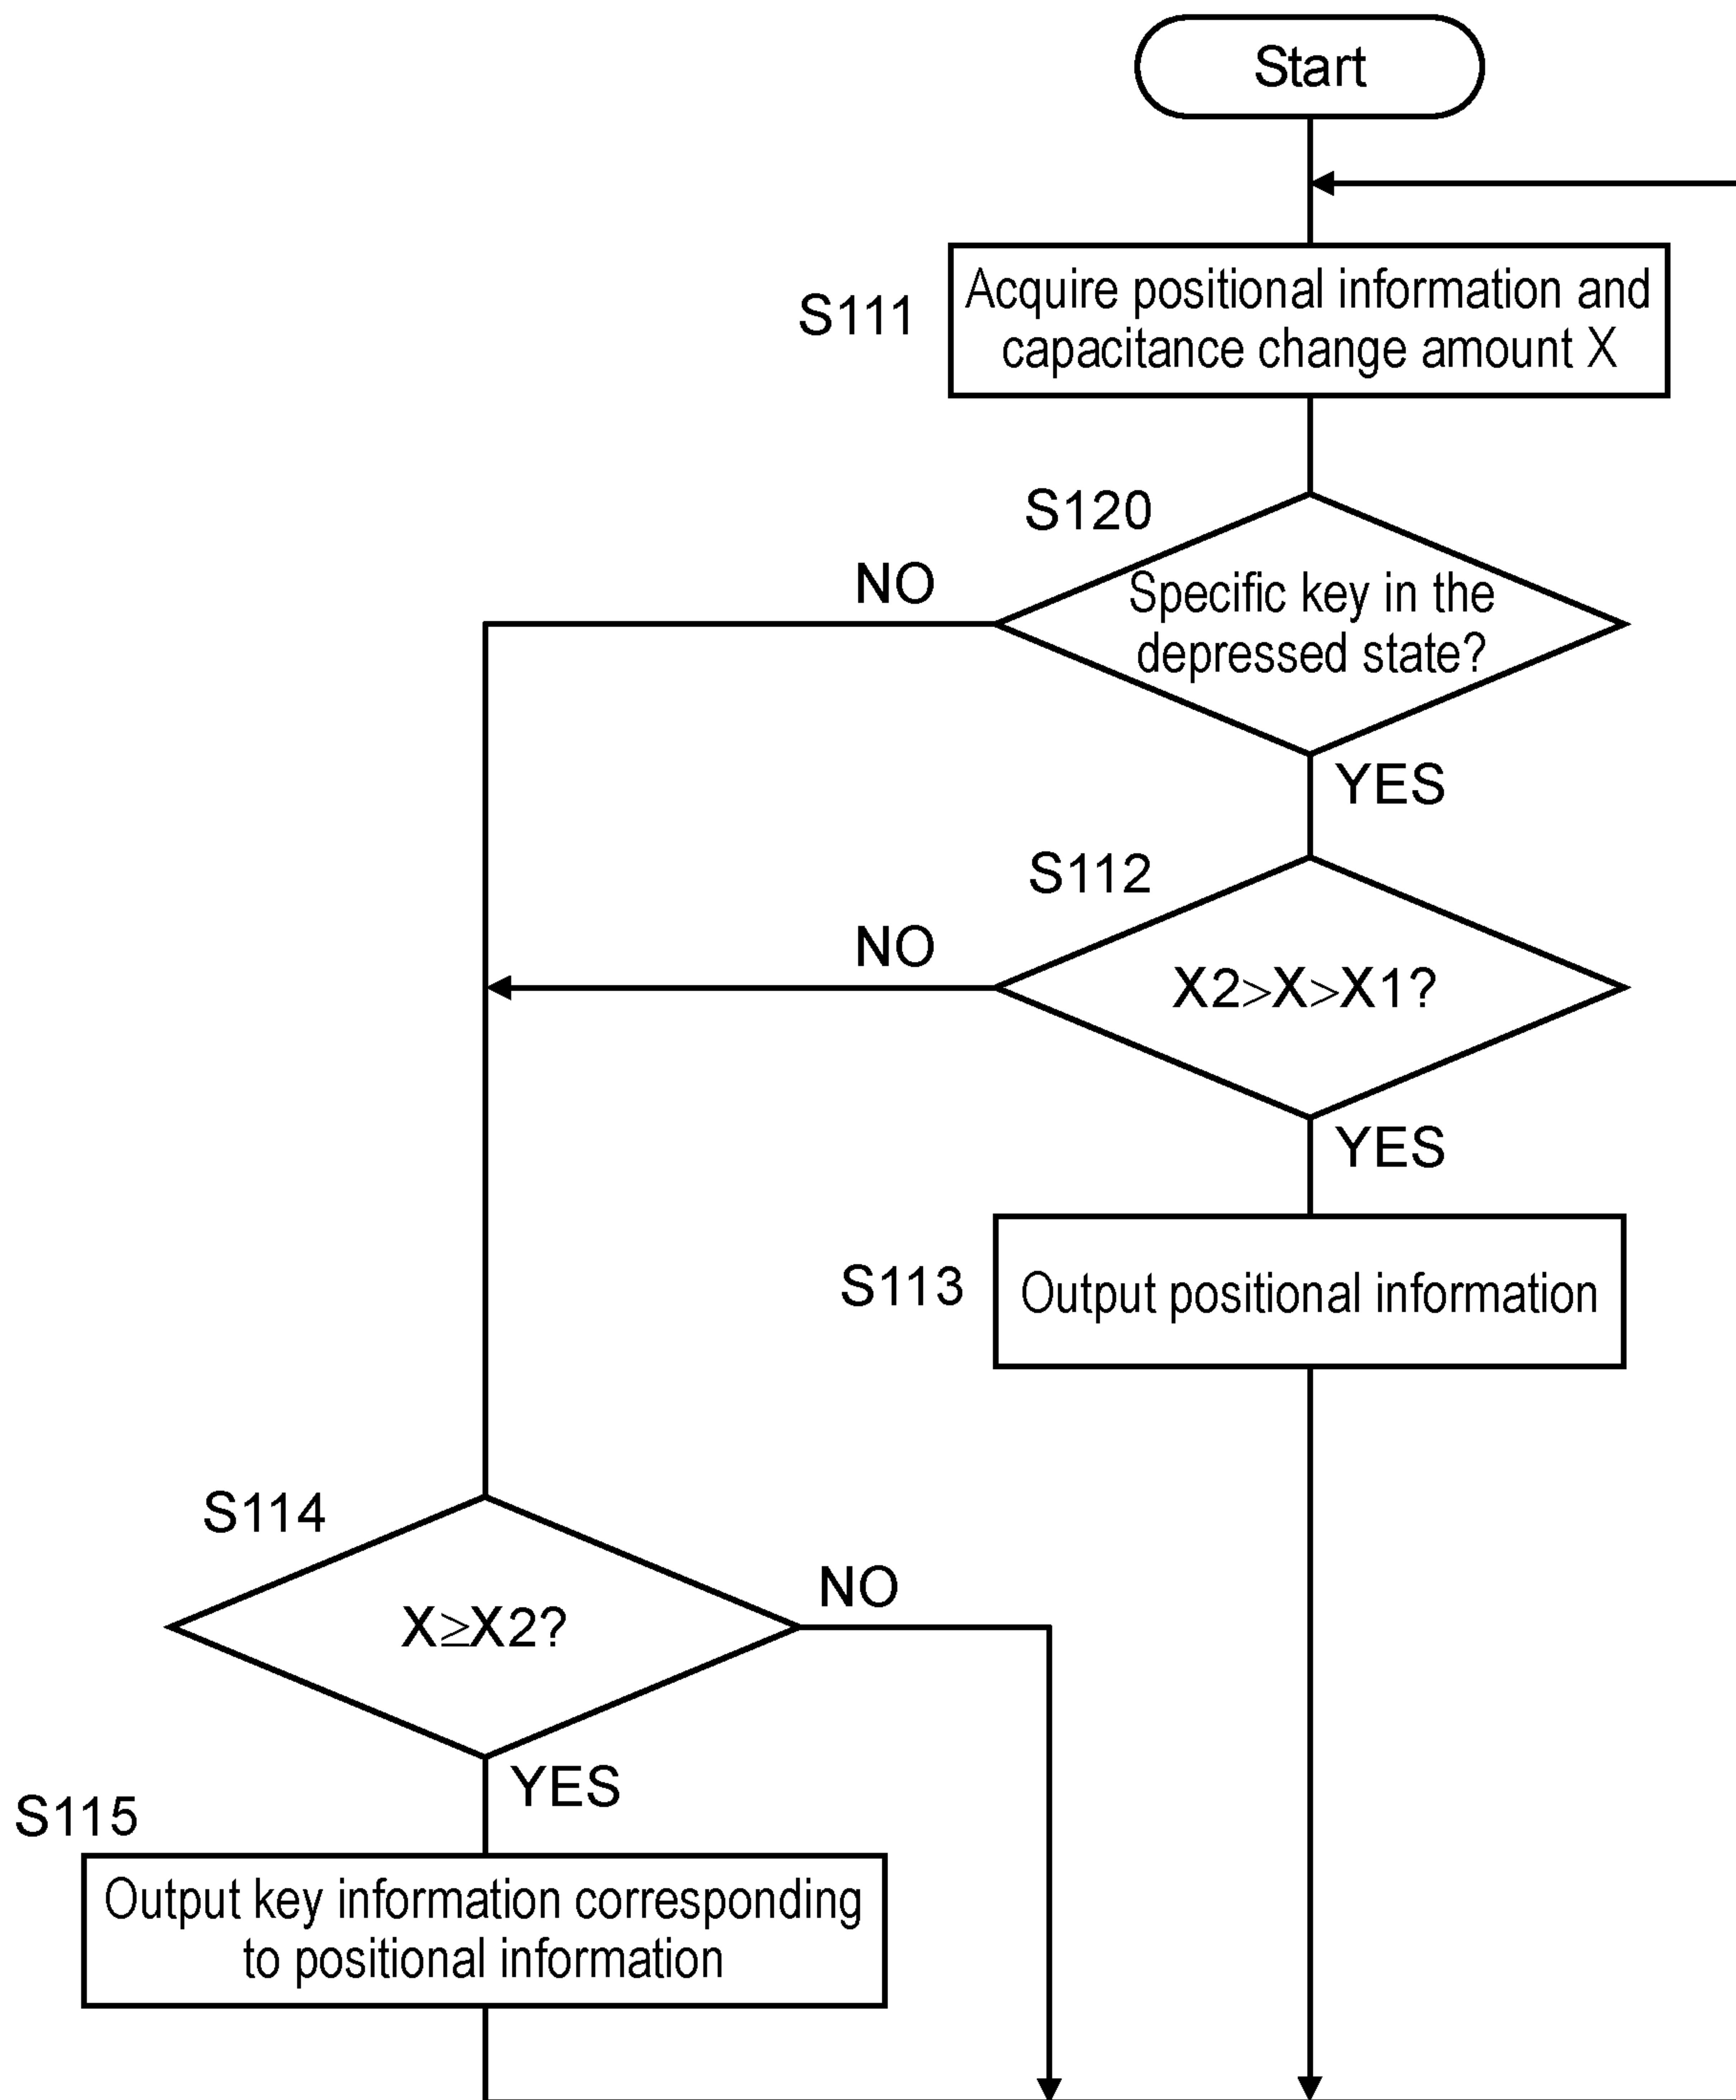 Start
S111
Acquire positional information and
capacitance change amount X
S120
NO
Specific key in the
depressed state?
YES
S112
NO
X2>X>X1?
YES
S113
Output positional information
S114
NO
X≥X2?
YES
S115
Output key information corresponding
to positional information